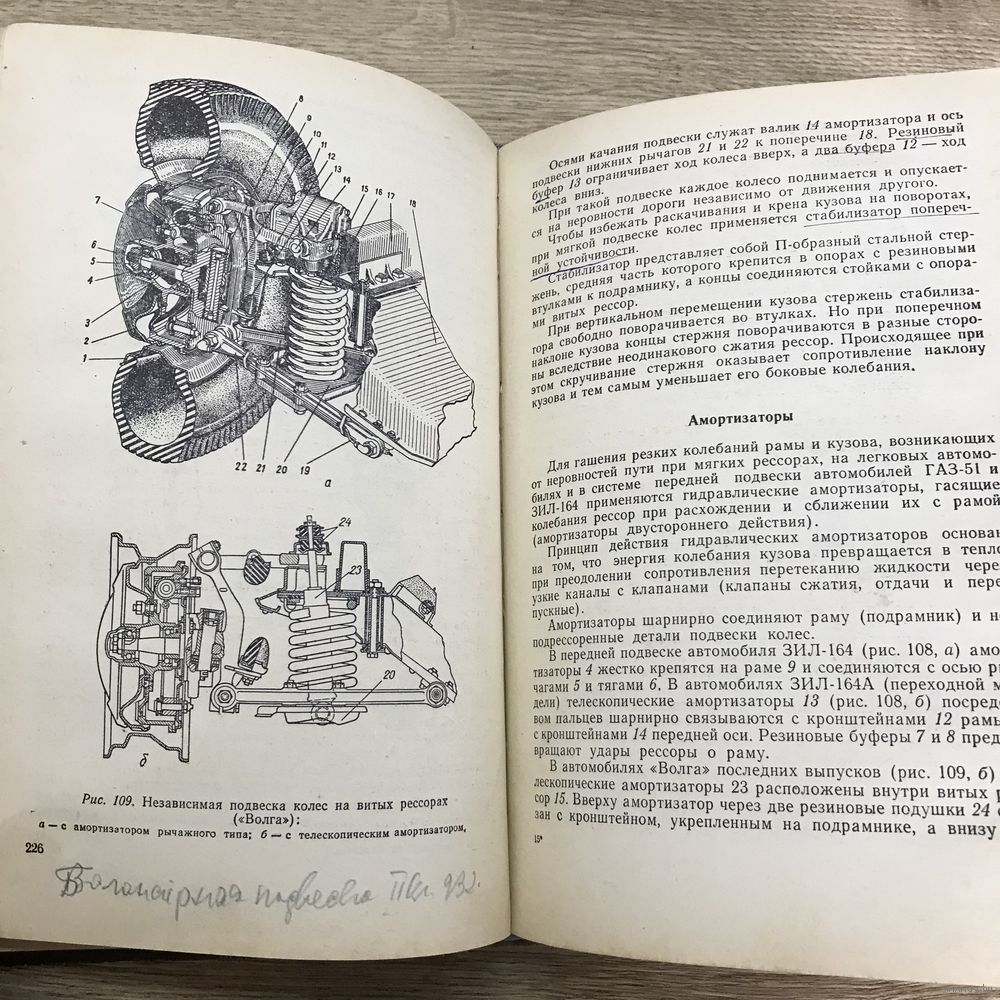 8
9
10
11
12
13
14
15
16
17
18
7
6
5
4
3
2
1
22
21
20
19
а
24
23
20
б
Рис. 109. Независимая подвеска колес на витых рессорах
(«Волга»):
а — с амортизатором рычажного типа; б — с телескопическим амортизатором,
226
Балансирная подвеска
Осями качания подвески служат валик 14 амортизатора и ось
подвески нижних рычагов 21 и 22 к поперечине 18. Резиновый
буфер 13 ограничивает ход колеса вверх, а два буфера 12 — ход
колеса вниз.
При такой подвеске каждое колесо поднимается и опускает-
ся на неровности дороги независимо от движения другого.
Чтобы избежать раскачивания и крена кузова на поворотах,
при мягкой подвеске колес применяется стабилизатор попереч-
ной устойчивости.
Стабилизатор представляет собой П-образный стальной стер-
жень, средняя часть которого крепится в опорах с резиновыми
втулками к подрамнику, а концы соединяются стойками с опора-
ми витых рессор.
При вертикальном перемещении кузова стержень стабилиза-
тора свободно поворачивается во втулках. Но при поперечном
наклоне кузова концы стержня поворачиваются в разные сторо-
ны вследствие неодинакового сжатия рессор. Происходящее при
этом скручивание стержня оказывает сопротивление наклону
кузова и тем самым уменьшает его боковые колебания.
Амортизаторы
Для гашения резких колебаний рамы и кузова, возникающих
от неровностей пути при мягких рессорах, на легковых автомо-
билях и в системе передней подвески автомобилей ГАЗ-51 и
ЗИЛ-164 применяются гидравлические амортизаторы, гасящие
колебания рессор при расхождении и сближении их с рамой
(амортизаторы двустороннего действия).
Принцип действия гидравлических амортизаторов основан
на том, что энергия колебания кузова превращается в тепло
при преодолении сопротивления перетеканию жидкости чере
узкие каналы с клапанами (клапаны сжатия, отдачи и пере
пускные).
Амортизаторы шарнирно соединяют раму (подрамник) и не
подрессоренные детали подвески колес.
В передней подвеске автомобиля ЗИЛ-164 (рис. 108, а) амо
тизаторы 4 жестко крепятся на раме 9 и соединяются с осью р
чагами 5 и тягами 6. В автомобилях ЗИЛ-164А (переходной м
дели) телескопические амортизаторы 13 (рис. 108, б) посред
вом пальцев шарнирно связываются с кронштейнами 12 рамы
с кронштейнами 14 передней оси. Резиновые буферы 7 и 8 пред
вращают удары рессоры о раму.
В автомобилях «Волга» последних выпусков (рис. 109, б)
лескопические амортизаторы 23 расположены внутри витых р
сор 15. Вверху амортизатор через две резиновые подушки 24 с
зан с кронштейном, укрепленным на подрамнике, а внизу
15*